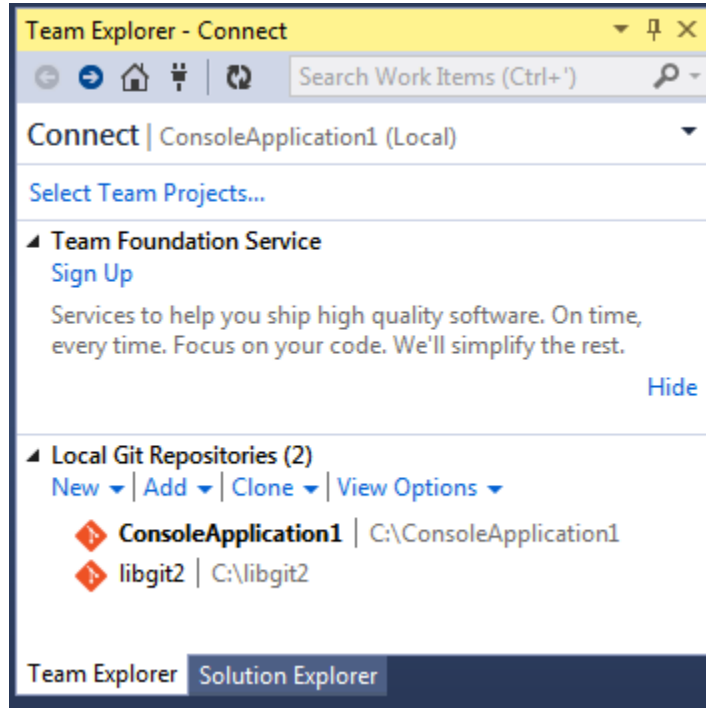 Team Explorer - Connect
Search Work Items (Ctrl+')
Connect | ConsoleApplication1 (Local)
Select Team Projects...
Team Foundation Service
Sign Up
Services to help you ship high quality software. On time,
every time. Focus on your code. We'll simplify the rest.
Hide
Local Git Repositories (2)
New | Add | Clone | View Options
ConsoleApplication1 | C:\ConsoleApplication1
libgit2 | C:\libgit2
Team Explorer Solution Explorer